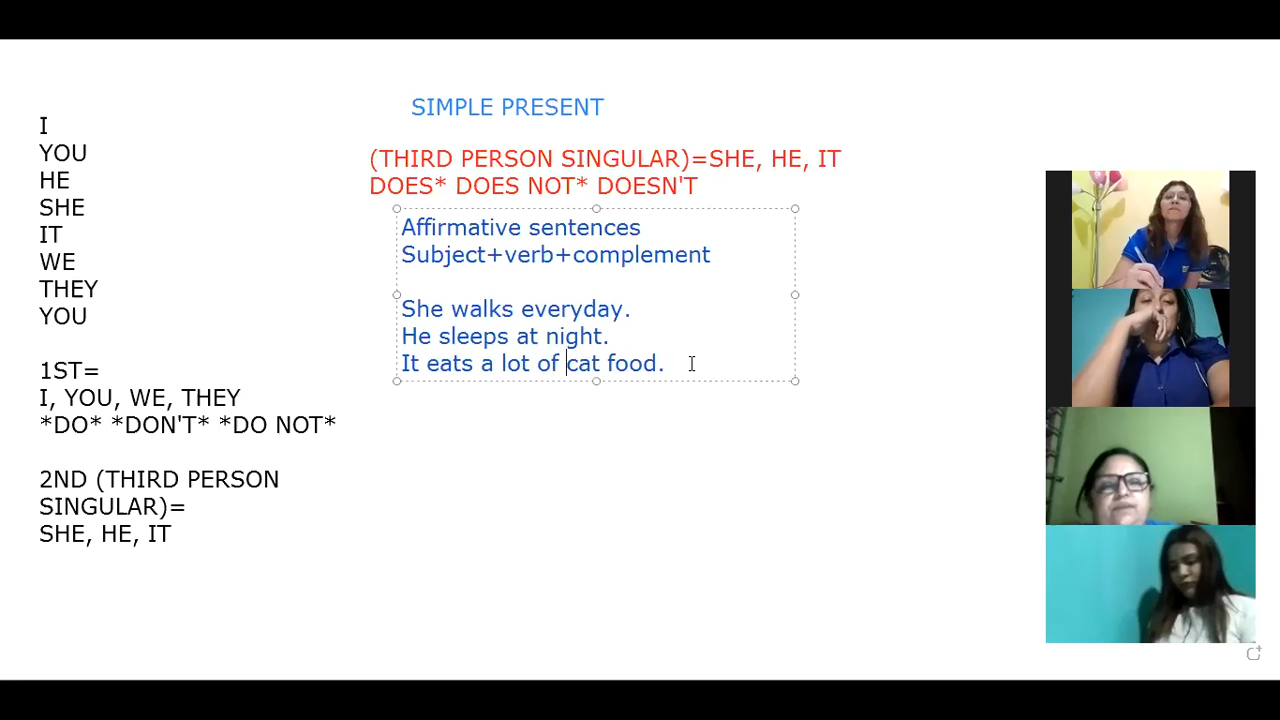 I
YOU
HE
SHE
IT
WE
THEY
YOU
1ST=
I, YOU, WE, THEY
*DO* *DON'T* *DO NOT*
2ND (THIRD PERSON
SINGULAR)=
SHE, HE, IT
SIMPLE PRESENT
(THIRD PERSON SINGULAR)=SHE, HE, IT
DOES* DOES NOT* DOESN'T
Affirmative sentences
Subject+verb+complement
She walks everyday.
He sleeps at night.
It eats a lot of cat food.